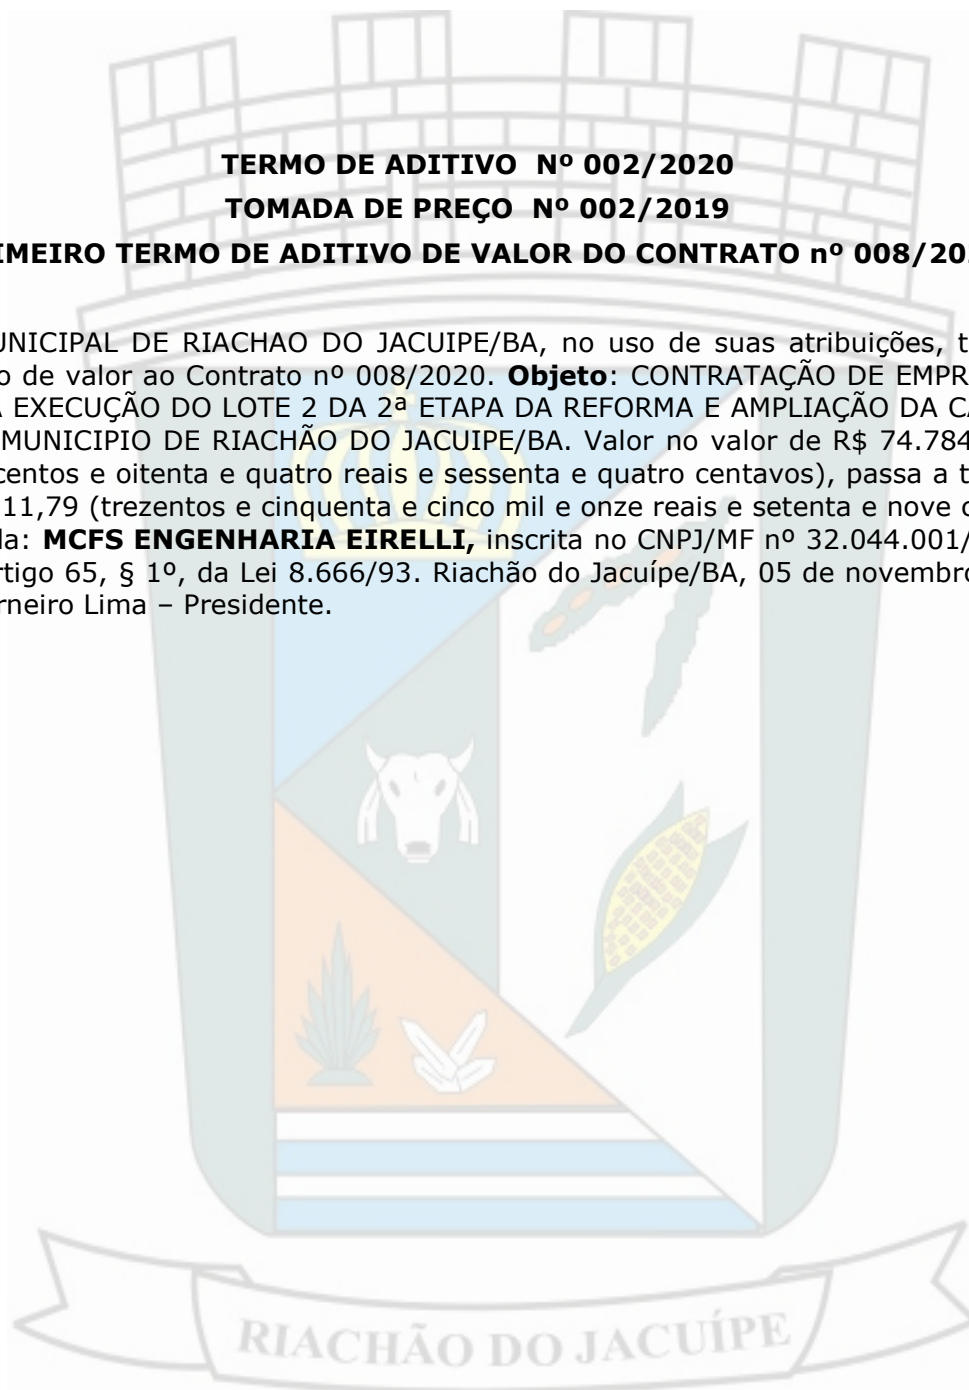 TERMO DE ADITIVO Nº 002/2020
TOMADA DE PREÇO Nº 002/2019
IMEIRO TERMO DE ADITIVO DE VALOR DO CONTRATO nº 008/20
UNICIPAL DE RIACHAO DO JACUIPE/BA, no uso de suas atribuições, t
o de valor ao Contrato nº 008/2020. Objeto: CONTRATAÇÃO DE EMPR
A EXECUÇÃO DO LOTE 2 DA 2ª ETAPA DA REFORMA E AMPLIAÇÃO DA C
MUNICIPIO DE RIACHÃO DO JACUIPE/BA. Valor no valor de R$ 74.784
centos e oitenta e quatro reais e sessenta e quatro centavos), passa a t
11,79 (trezentos e cinquenta e cinco mil e onze reais e setenta e nove c
da: MCFS ENGENHARIA EIRELLI, inscrita no CNPJ/MF nº 32.044.001/
rtigo 65, § 1º, da Lei 8.666/93. Riachão do Jacuípe/BA, 05 de novembro
rneiro Lima – Presidente.
RIACHÃO DO JACUÍPE